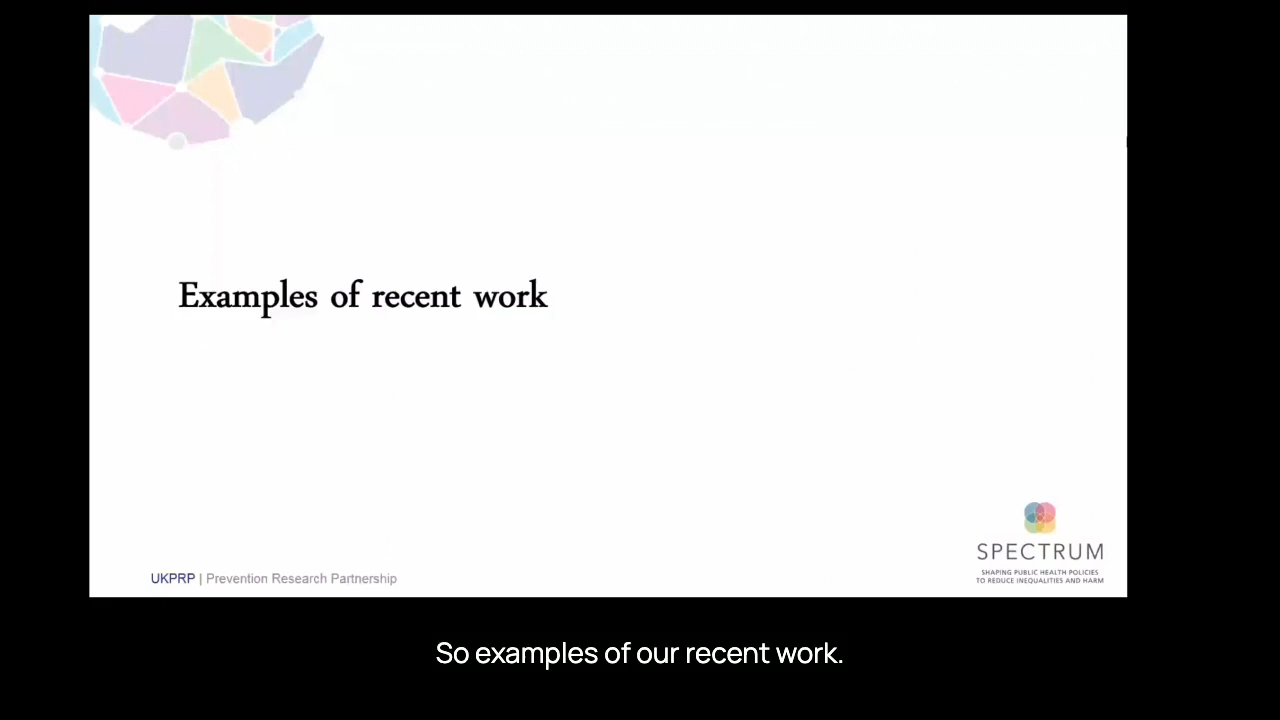 Examples of recent work
SPECTRUM
SHAPING PUBLIC HEALTH POLICIES
TO REDUCE INEQUALITIES AND HARM
UKPRP | Prevention Research Partnership
So examples of our recent work.